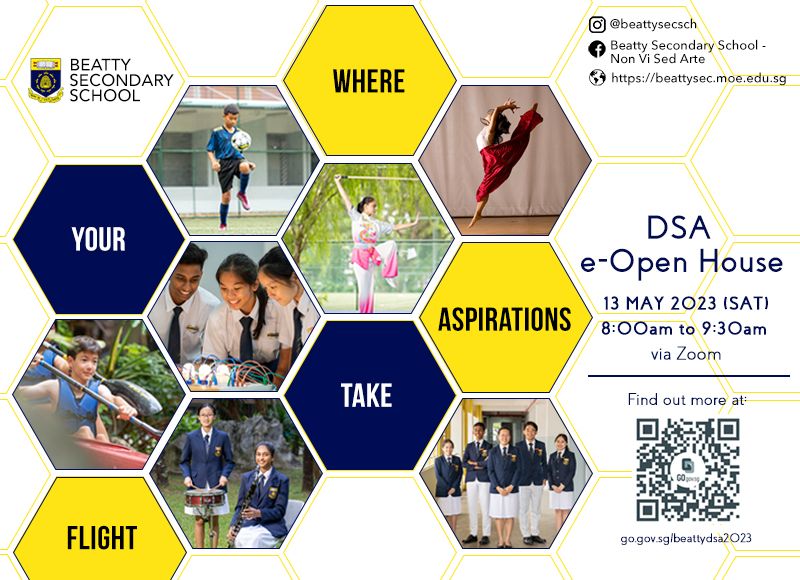 BEATTY
SECONDARY
SCHOOL
@beattysecsch
Beatty Secondary School -
Non Vi Sed Arte
https://beattysec.moe.edu.sg
WHERE
YOUR
ASPIRATIONS
TAKE
FLIGHT
DSA
e-Open House
13 MAY 2023 (SAT)
8:00am to 9:30am
via Zoom
Find out more at:
GO.gov.sg
go.gov.sg/beattydsa2023